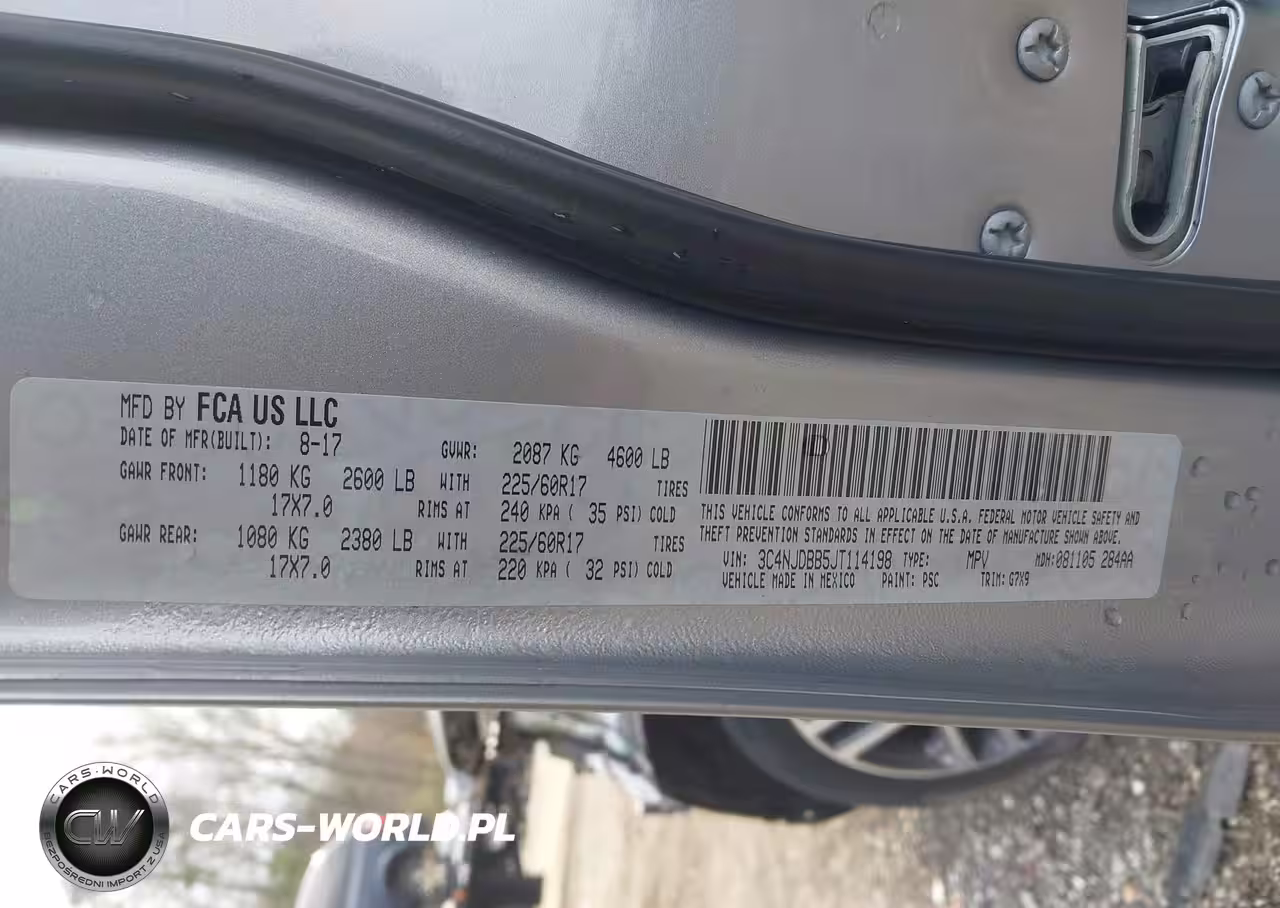 MFD BY FCA US LLC
DATE OF MFR(BUILT): 8-17 GVWR: 2087 KG 4600 LB
GAWR FRONT: 1180 KG 2600 LB WITH 225/60R17 TIRES
17X7.0 RIMS AT 240 KPA ( 35 PSI) COLD
GAWR REAR: 1080 KG 2380 LB WITH 225/60R17 TIRES
17X7.0 RIMS AT 220 KPA ( 32 PSI) COLD
THIS VEHICLE CONFORMS TO ALL APPLICABLE U.S.A. FEDERAL MOTOR VEHICLE SAFETY AND
THEFT PREVENTION STANDARDS IN EFFECT ON THE DATE OF MANUFACTURE SHOWN ABOVE.
VIN: 3C4NJDBB5JT114198 TYPE: MPV MDH:081105 284AA
VEHICLE MADE IN MEXICO PAINT: PSC TRIM: G7X9
CARS-WORLD
CW
BEZPOŚREDNI IMPORT Z USA
CARS-WORLD.PL